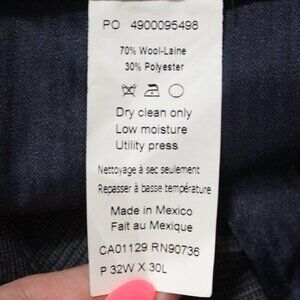 PO 4900095498
70% Wool-Laine
30% Polyester
Dry clean only
Low moisture
Utility press
Nettoyage à sec seulement
Repasser à basse température
Made in Mexico
Fait au Mexique
CA01129 RN90736
P 32W X 30L